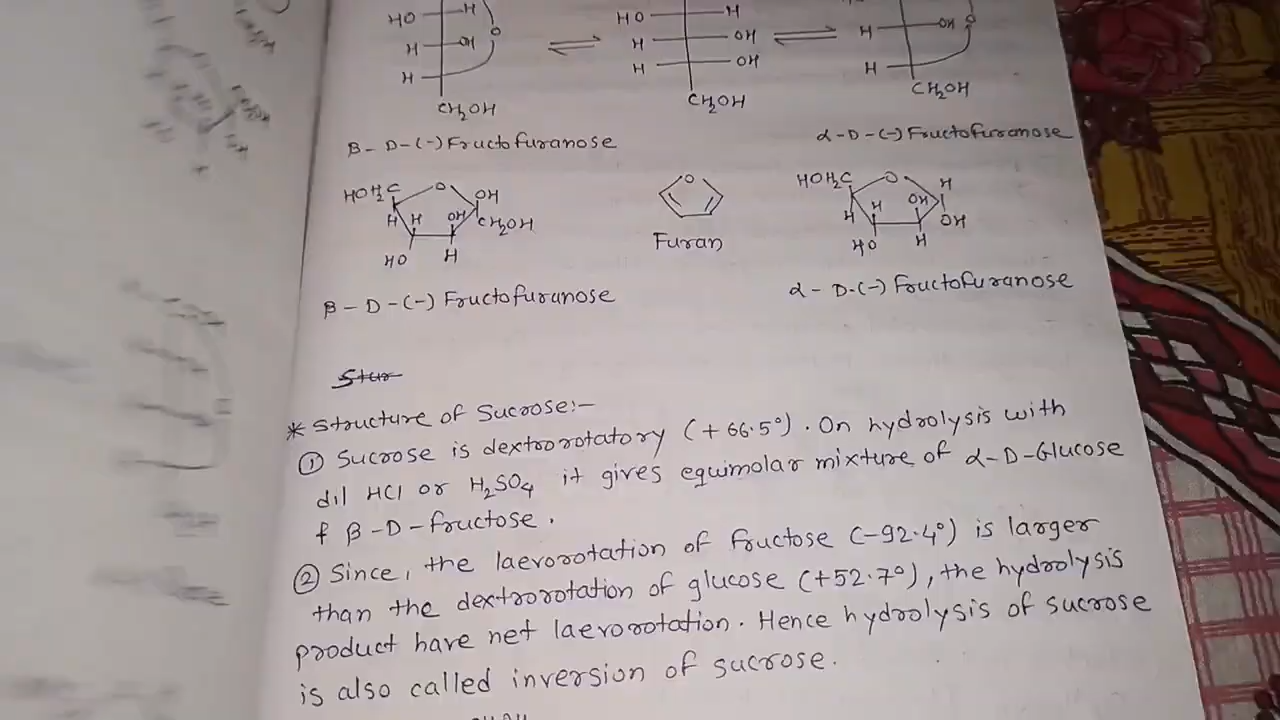 HO H HO H
H OH O H OH H OH O
H H OH H
CH₂OH CH₂OH CH₂OH
β-D-(-) Fructofuranose α-D-(-) Fructofuranose
HOH₂C O OH O HOH₂C O H
H H OH CH₂OH H H OH OH
HO H Furan HO H
β-D-(-) Fructofuranose α-D-(-) Fructofuranose
Stur
* Structure of Sucrose:-
① Sucrose is dextrorotatory (+66.5°). On hydrolysis with
dil HCl or H₂SO₄ it gives equimolar mixture of α-D-Glucose
f β-D-fructose.
② Since, the laevorotation of fructose (-92.4°) is larger
than the dextrorotation of glucose (+52.7°), the hydrolysis
product have net laevorotation. Hence hydrolysis of sucrose
is also called inversion of sucrose.